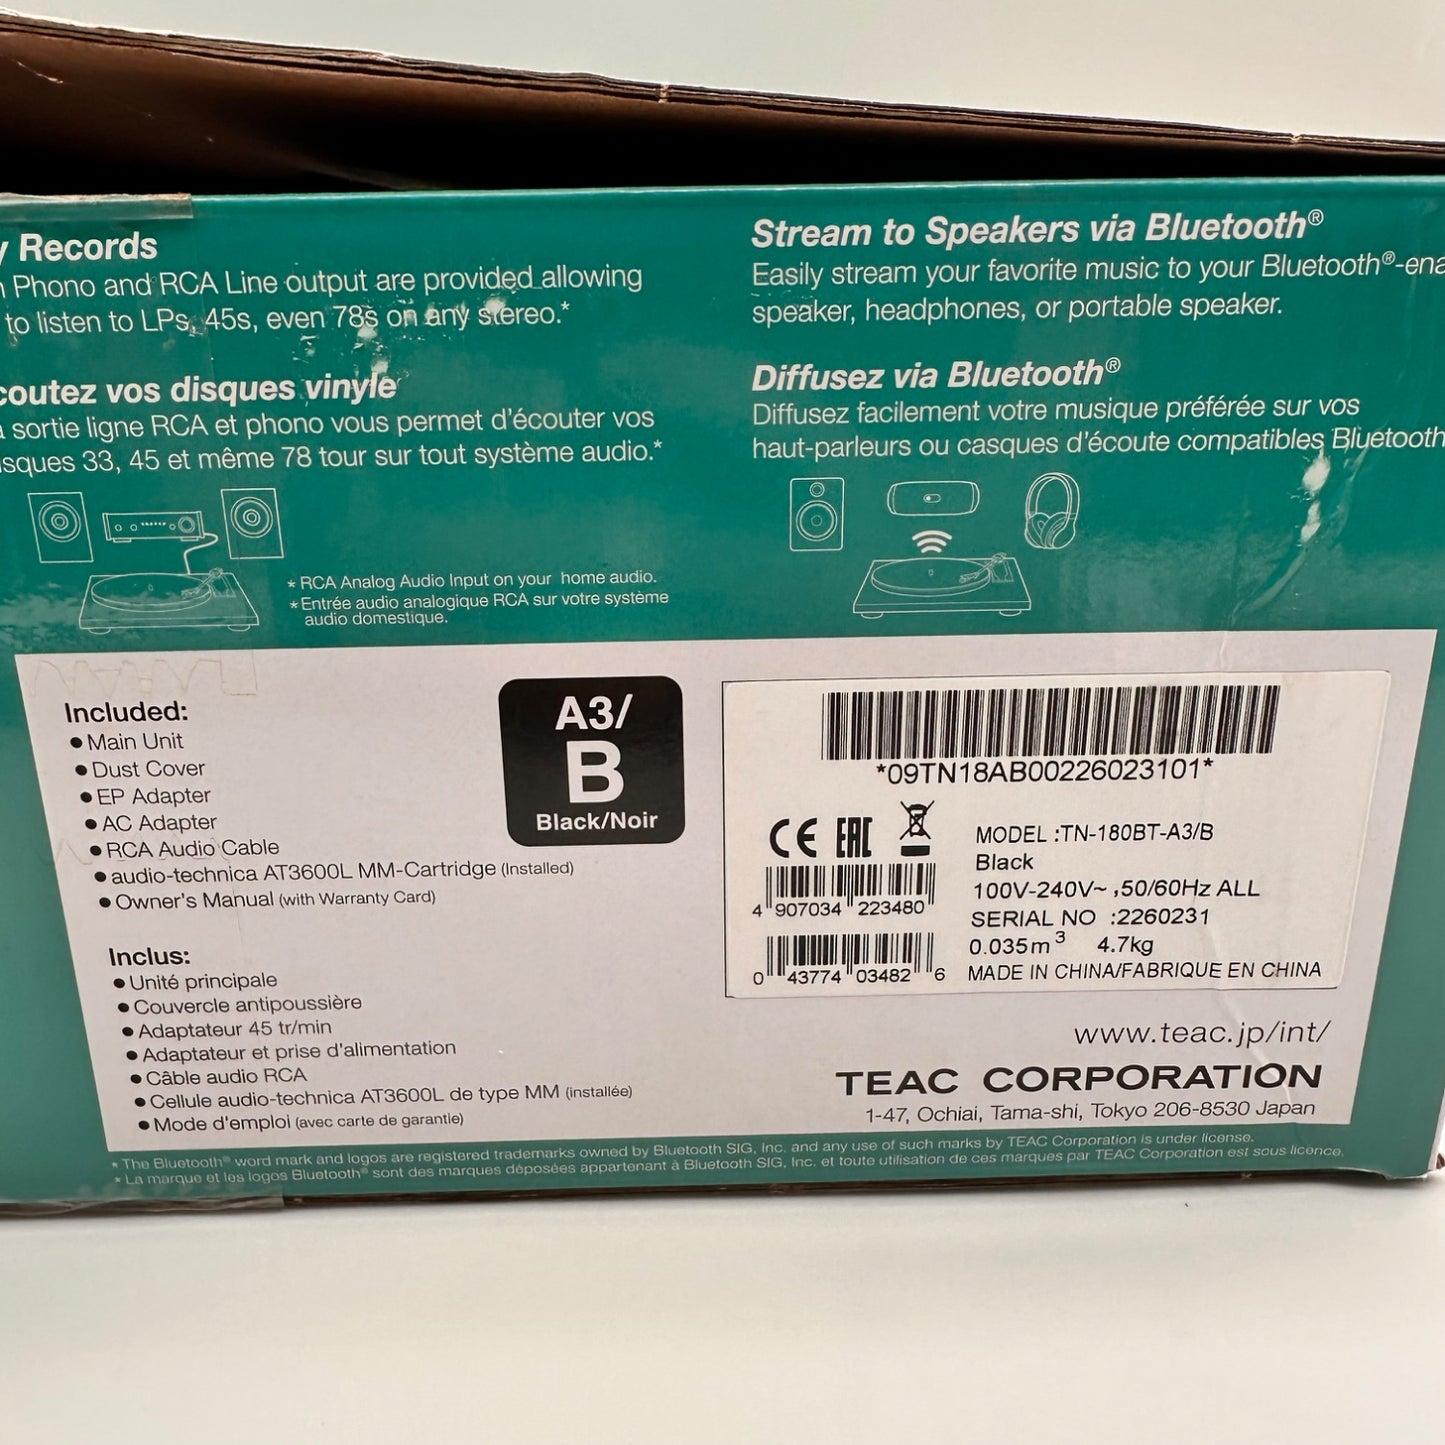 Records
Phono and RCA Line output are provided allowing
to listen to LPs, 45s, even 78s on any stereo.*
vos disques vinyle
sortie ligne RCA et phono vous permet d'écouter vos
33, 45 et même 78 tour sur tout système audio.*
* RCA Analog Audio Input on your home audio.
* Entrée audio analogique RCA sur votre système
audio domestique.
Stream to Speakers via Bluetooth®
Easily stream your favorite music to your Bluetooth®-ena
speaker, headphones, or portable speaker.
Diffusez via Bluetooth®
Diffusez facilement votre musique préférée sur vos
haut-parleurs ou casques d'écoute compatibles Bluetooth
Included:
● Main Unit
● Dust Cover
● EP Adapter
● AC Adapter
● RCA Audio Cable
● audio-technica AT3600L MM-Cartridge (Installed)
● Owner's Manual (with Warranty Card)
Inclus:
● Unité principale
● Couvercle antipoussière
● Adaptateur 45 tr/min
● Adaptateur et prise d'alimentation
● Câble audio RCA
● Cellule audio-technica AT3600L de type MM (installée)
● Mode d'emploi (avec carte de garantie)
A3/
B
Black/Noir
*09TN18AB00226023101*
CE EAC
4 907034 223480
0 43774 03482 6
MODEL :TN-180BT-A3/B
Black
100V-240V~ ,50/60Hz ALL
SERIAL NO :2260231
0.035m³ 4.7kg
MADE IN CHINA/FABRIQUE EN CHINA
www.teac.jp/int/
TEAC CORPORATION
1-47, Ochiai, Tama-shi, Tokyo 206-8530 Japan
* The Bluetooth® word mark and logos are registered trademarks owned by Bluetooth SIG, Inc. and any use of such marks by TEAC Corporation is under license.
* La marque et les logos Bluetooth® sont des marques déposées appartenant à Bluetooth SIG, Inc. et toute utilisation de ces marques par TEAC Corporation est sous licence.